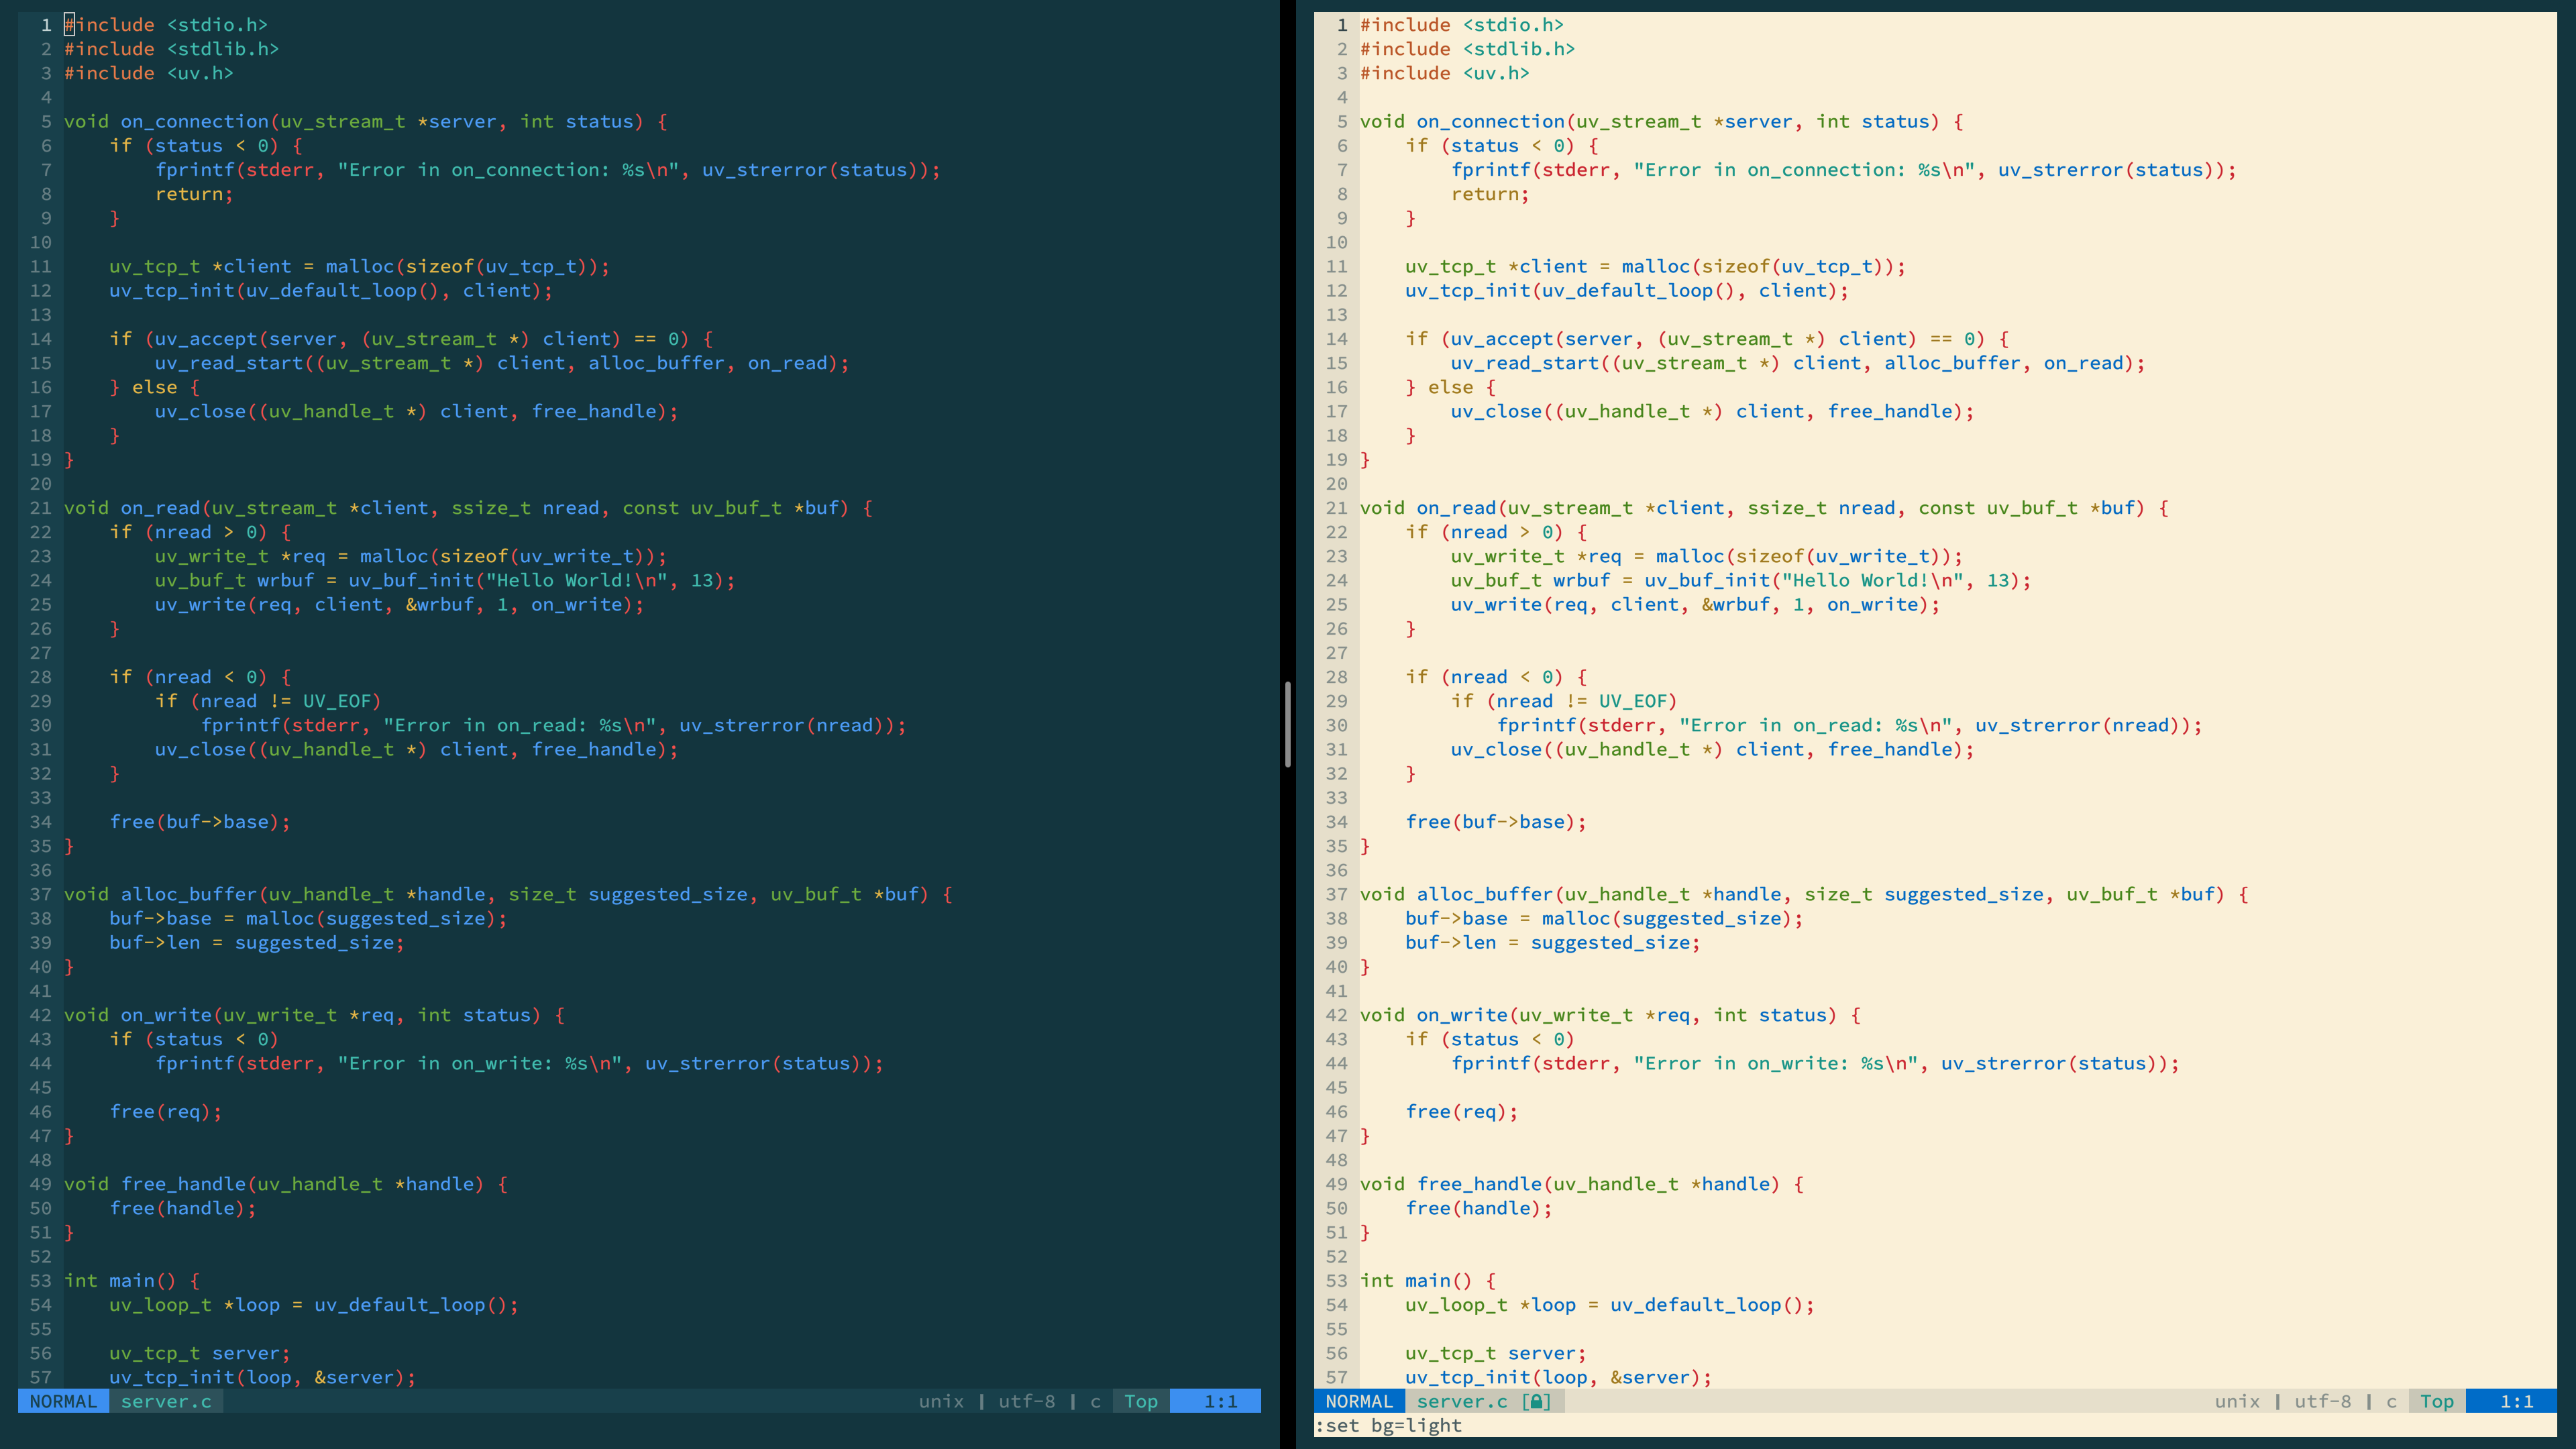 1 #include <stdio.h>
2 #include <stdlib.h>
3 #include <uv.h>
4
5 void on_connection(uv_stream_t *server, int status) {
6     if (status < 0) {
7         fprintf(stderr, "Error in on_connection: %s\n", uv_strerror(status));
8         return;
9     }
10
11     uv_tcp_t *client = malloc(sizeof(uv_tcp_t));
12     uv_tcp_init(uv_default_loop(), client);
13
14     if (uv_accept(server, (uv_stream_t *) client) == 0) {
15         uv_read_start((uv_stream_t *) client, alloc_buffer, on_read);
16     } else {
17         uv_close((uv_handle_t *) client, free_handle);
18     }
19 }
20
21 void on_read(uv_stream_t *client, ssize_t nread, const uv_buf_t *buf) {
22     if (nread > 0) {
23         uv_write_t *req = malloc(sizeof(uv_write_t));
24         uv_buf_t wrbuf = uv_buf_init("Hello World!\n", 13);
25         uv_write(req, client, &wrbuf, 1, on_write);
26     }
27
28     if (nread < 0) {
29         if (nread != UV_EOF)
30             fprintf(stderr, "Error in on_read: %s\n", uv_strerror(nread));
31         uv_close((uv_handle_t *) client, free_handle);
32     }
33
34     free(buf->base);
35 }
36
37 void alloc_buffer(uv_handle_t *handle, size_t suggested_size, uv_buf_t *buf) {
38     buf->base = malloc(suggested_size);
39     buf->len = suggested_size;
40 }
41
42 void on_write(uv_write_t *req, int status) {
43     if (status < 0)
44         fprintf(stderr, "Error in on_write: %s\n", uv_strerror(status));
45
46     free(req);
47 }
48
49 void free_handle(uv_handle_t *handle) {
50     free(handle);
51 }
52
53 int main() {
54     uv_loop_t *loop = uv_default_loop();
55
56     uv_tcp_t server;
57     uv_tcp_init(loop, &server);
NORMAL server.c unix | utf-8 | c Top 1:1
1 #include <stdio.h>
2 #include <stdlib.h>
3 #include <uv.h>
4
5 void on_connection(uv_stream_t *server, int status) {
6     if (status < 0) {
7         fprintf(stderr, "Error in on_connection: %s\n", uv_strerror(status));
8         return;
9     }
10
11     uv_tcp_t *client = malloc(sizeof(uv_tcp_t));
12     uv_tcp_init(uv_default_loop(), client);
13
14     if (uv_accept(server, (uv_stream_t *) client) == 0) {
15         uv_read_start((uv_stream_t *) client, alloc_buffer, on_read);
16     } else {
17         uv_close((uv_handle_t *) client, free_handle);
18     }
19 }
20
21 void on_read(uv_stream_t *client, ssize_t nread, const uv_buf_t *buf) {
22     if (nread > 0) {
23         uv_write_t *req = malloc(sizeof(uv_write_t));
24         uv_buf_t wrbuf = uv_buf_init("Hello World!\n", 13);
25         uv_write(req, client, &wrbuf, 1, on_write);
26     }
27
28     if (nread < 0) {
29         if (nread != UV_EOF)
30             fprintf(stderr, "Error in on_read: %s\n", uv_strerror(nread));
31         uv_close((uv_handle_t *) client, free_handle);
32     }
33
34     free(buf->base);
35 }
36
37 void alloc_buffer(uv_handle_t *handle, size_t suggested_size, uv_buf_t *buf) {
38     buf->base = malloc(suggested_size);
39     buf->len = suggested_size;
40 }
41
42 void on_write(uv_write_t *req, int status) {
43     if (status < 0)
44         fprintf(stderr, "Error in on_write: %s\n", uv_strerror(status));
45
46     free(req);
47 }
48
49 void free_handle(uv_handle_t *handle) {
50     free(handle);
51 }
52
53 int main() {
54     uv_loop_t *loop = uv_default_loop();
55
56     uv_tcp_t server;
57     uv_tcp_init(loop, &server);
NORMAL server.c [🔒] unix | utf-8 | c Top 1:1
:set bg=light